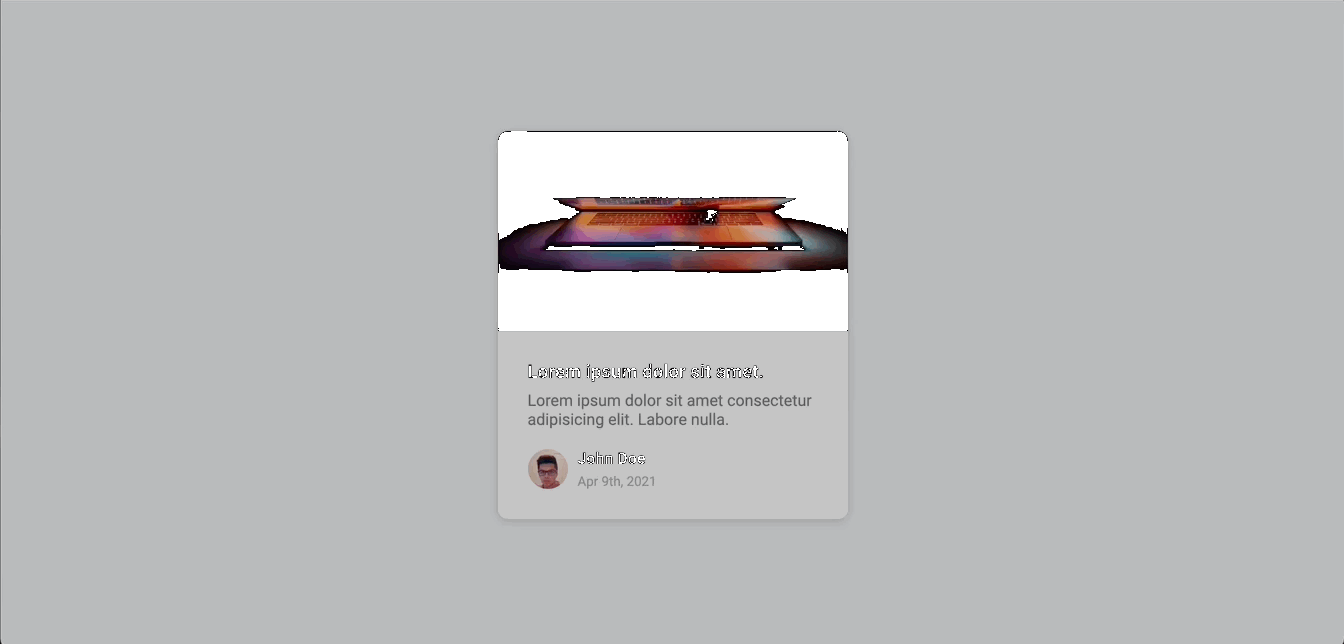 Lorem ipsum dolor sit amet.
Lorem ipsum dolor sit amet consectetur
adipisicing elit. Labore nulla.
John Doe
Apr 9th, 2021